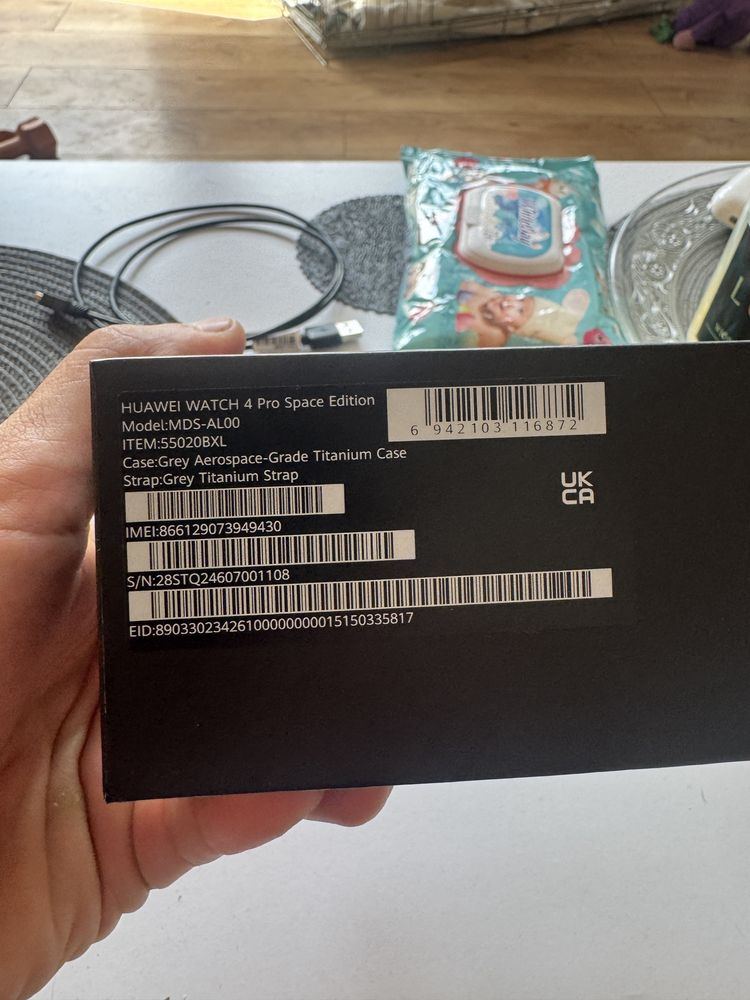 HUAWEI WATCH 4 Pro Space Edition
Model:MDS-AL00
ITEM:55020BXL
Case:Grey Aerospace-Grade Titanium Case
Strap:Grey Titanium Strap
6 942103 116872
UK
CA
IMEI:866129073949430
S/N:28STQ24607001108
EID:89033023426100000000015150335817